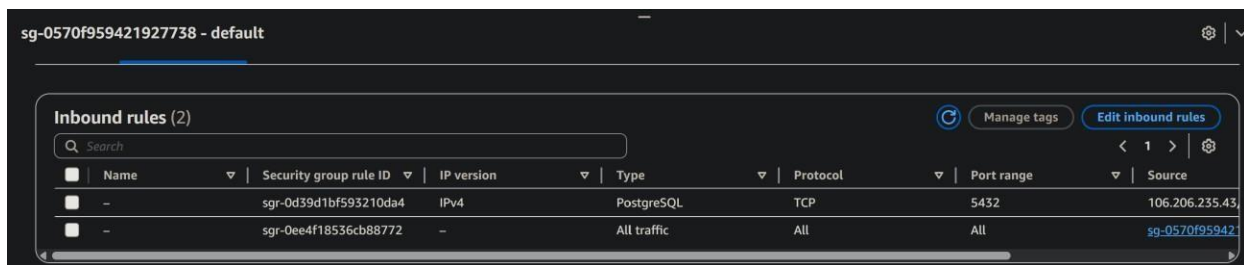 sg-0570f959421927738 - default
Inbound rules (2)
Manage tags
Edit inbound rules
Search
1
Name Security group rule ID IP version Type Protocol Port range Source
– sgr-0d39d1bf593210da4 IPv4 PostgreSQL TCP 5432 106.206.235.43/
– sgr-0ee4f18536cb88772 – All traffic All All sg-0570f959421